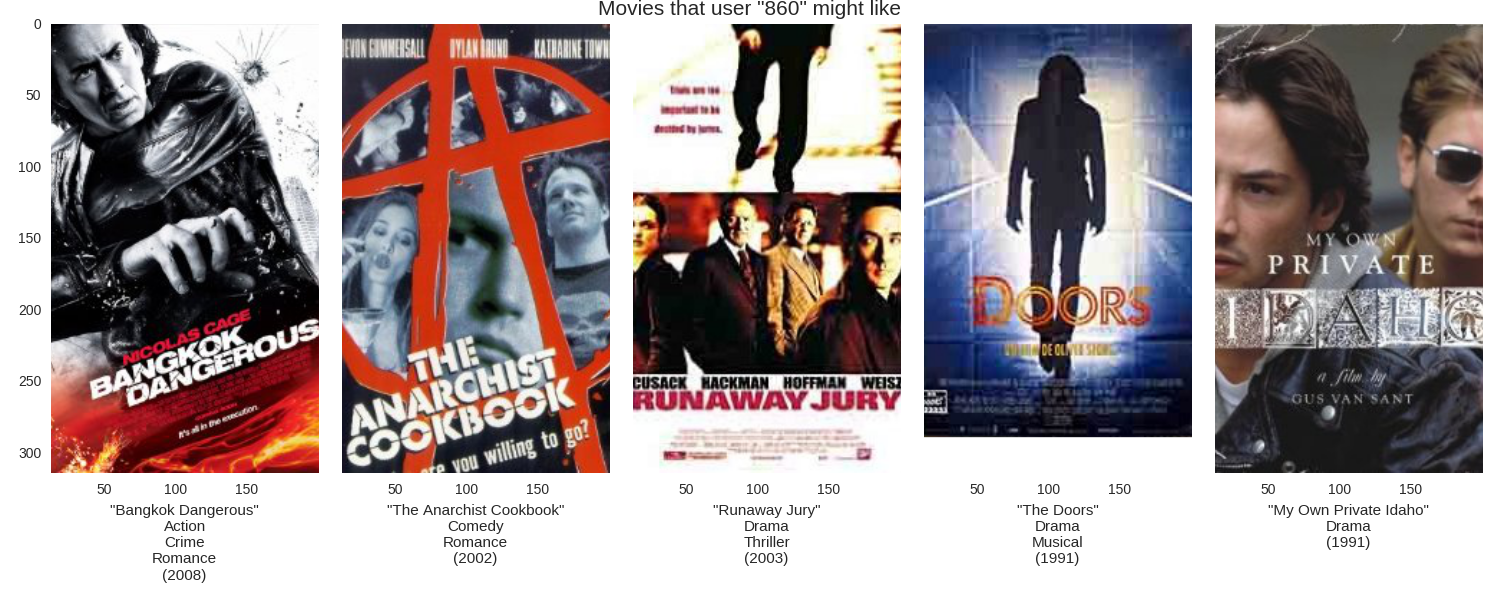 Movies that user "860" might like
0
50
100
150
200
250
300
NICOLAS CAGE
BANGKOK
DANGEROUS
It's all in the execution.
50 100 150
"Bangkok Dangerous"
Action
Crime
Romance
(2008)
EVON GUMMERSALL DYLAN BRUNO KATHARINE TOWN
THE
ANARCHIST
COOKBOOK
are you willing to go?
50 100 150
"The Anarchist Cookbook"
Comedy
Romance
(2002)
Trials are too
important to be
decided by juries.
CUSACK HACKMAN HOFFMAN WEISZ
RUNAWAY JURY
50 100 150
"Runaway Jury"
Drama
Thriller
(2003)
DOORS
UN FILM DE OLIVER STONE
50 100 150
"The Doors"
Drama
Musical
(1991)
MY OWN
PRIVATE
IDAHO
a film by
GUS VAN SANT
50 100 150
"My Own Private Idaho"
Drama
(1991)